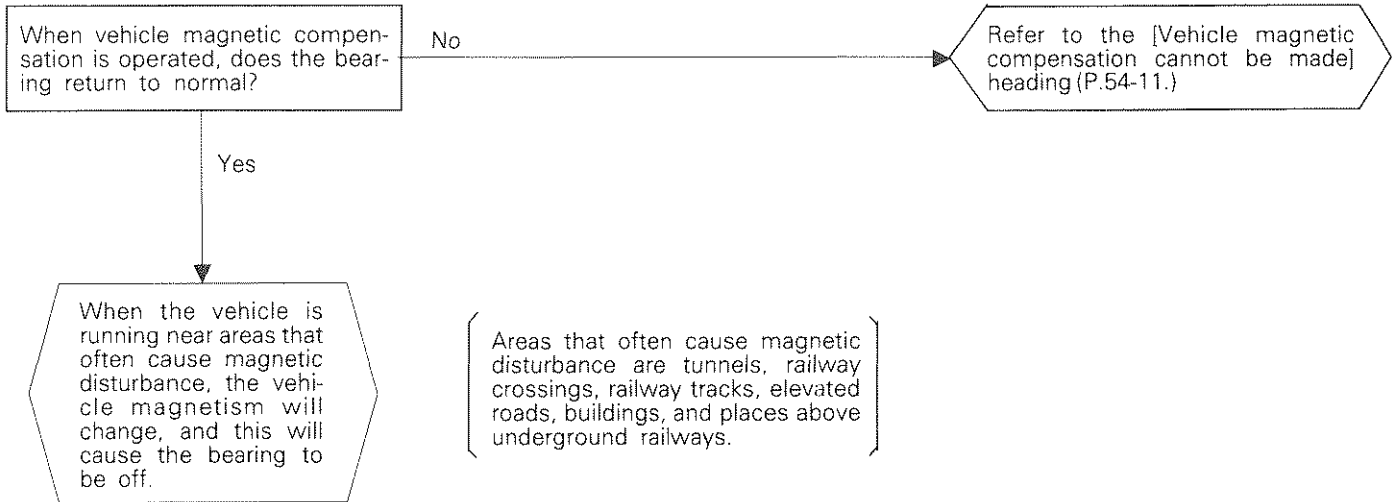 When vehicle magnetic compen-
sation is operated, does the bear-
ing return to normal?
No
Refer to the [Vehicle magnetic
compensation cannot be made]
heading (P.54-11.)
Yes
When the vehicle is
running near areas that
often cause magnetic
disturbance, the vehi-
cle magnetism will
change, and this will
cause the bearing to
be off.
Areas that often cause magnetic
disturbance are tunnels, railway
crossings, railway tracks, elevated
roads, buildings, and places above
underground railways.